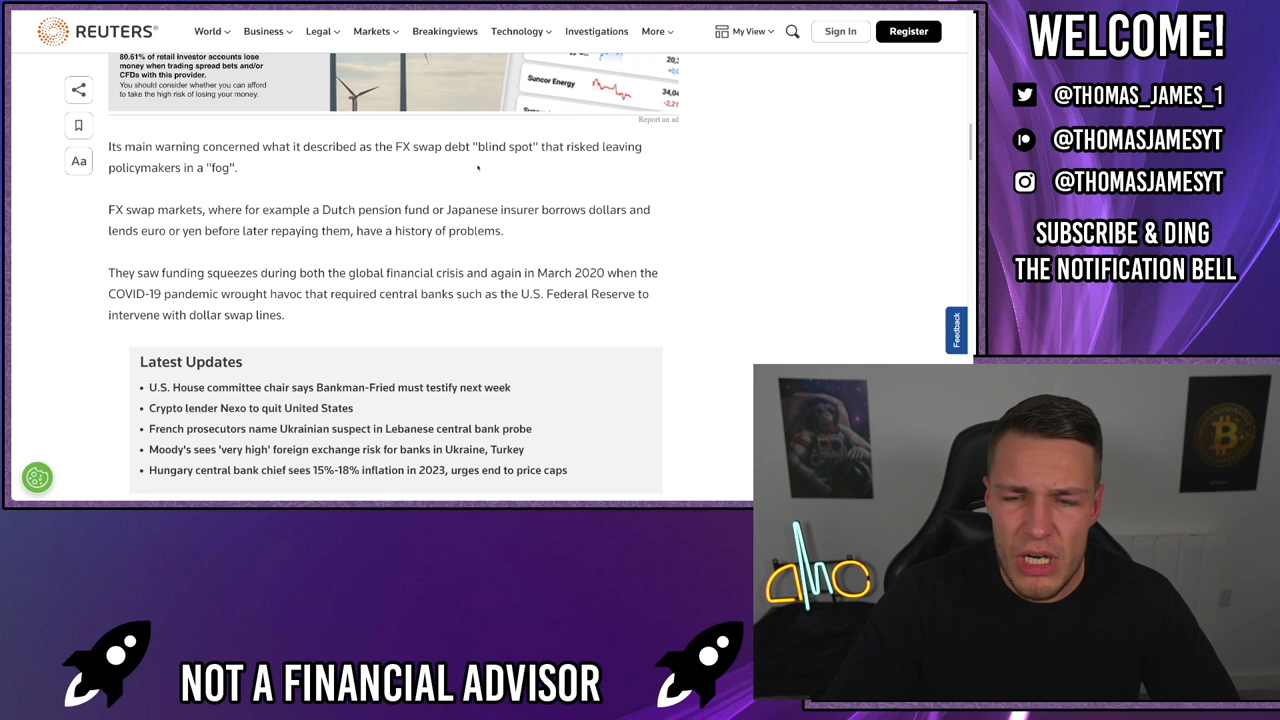 REUTERS®
World
Business
Legal
Markets
Breakingviews
Technology
Investigations
More
My View
Sign In
Register
80.61% of retail investor accounts lose
money when trading spread bets and/or
CFDs with this provider.
You should consider whether you can afford
to take the high risk of losing your money.
Suncor Energy
34,04
-2,21
Report an ad
Aa
Its main warning concerned what it described as the FX swap debt "blind spot" that risked leaving
policymakers in a "fog".
FX swap markets, where for example a Dutch pension fund or Japanese insurer borrows dollars and
lends euro or yen before later repaying them, have a history of problems.
They saw funding squeezes during both the global financial crisis and again in March 2020 when the
COVID-19 pandemic wrought havoc that required central banks such as the U.S. Federal Reserve to
intervene with dollar swap lines.
Latest Updates
• U.S. House committee chair says Bankman-Fried must testify next week
• Crypto lender Nexo to quit United States
• French prosecutors name Ukrainian suspect in Lebanese central bank probe
• Moody's sees 'very high' foreign exchange risk for banks in Ukraine, Turkey
• Hungary central bank chief sees 15%-18% inflation in 2023, urges end to price caps
Feedback
WELCOME!
@THOMAS_JAMES_1
@THOMASJAMESYT
@THOMASJAMESYT
SUBSCRIBE & DING
THE NOTIFICATION BELL
NOT A FINANCIAL ADVISOR